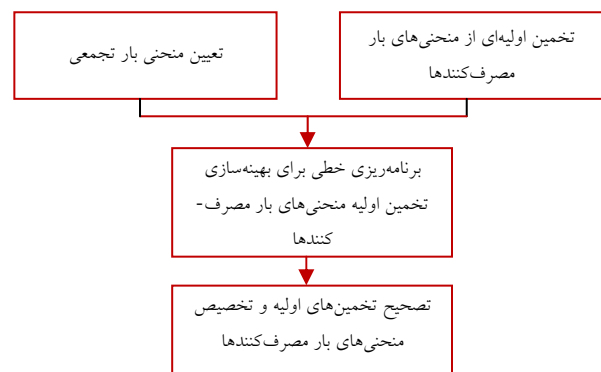 تخمین اولیه‌ای از منحنی‌های بار
مصرف‌کنندها
تعیین منحنی بار تجمعی
برنامه‌ریزی خطی برای بهینه‌سازی
تخمین اولیه منحنی‌های بار مصرف-
کنندها
تصحیح تخمین‌های اولیه و تخصیص
منحنی‌های بار مصرف‌کنندها